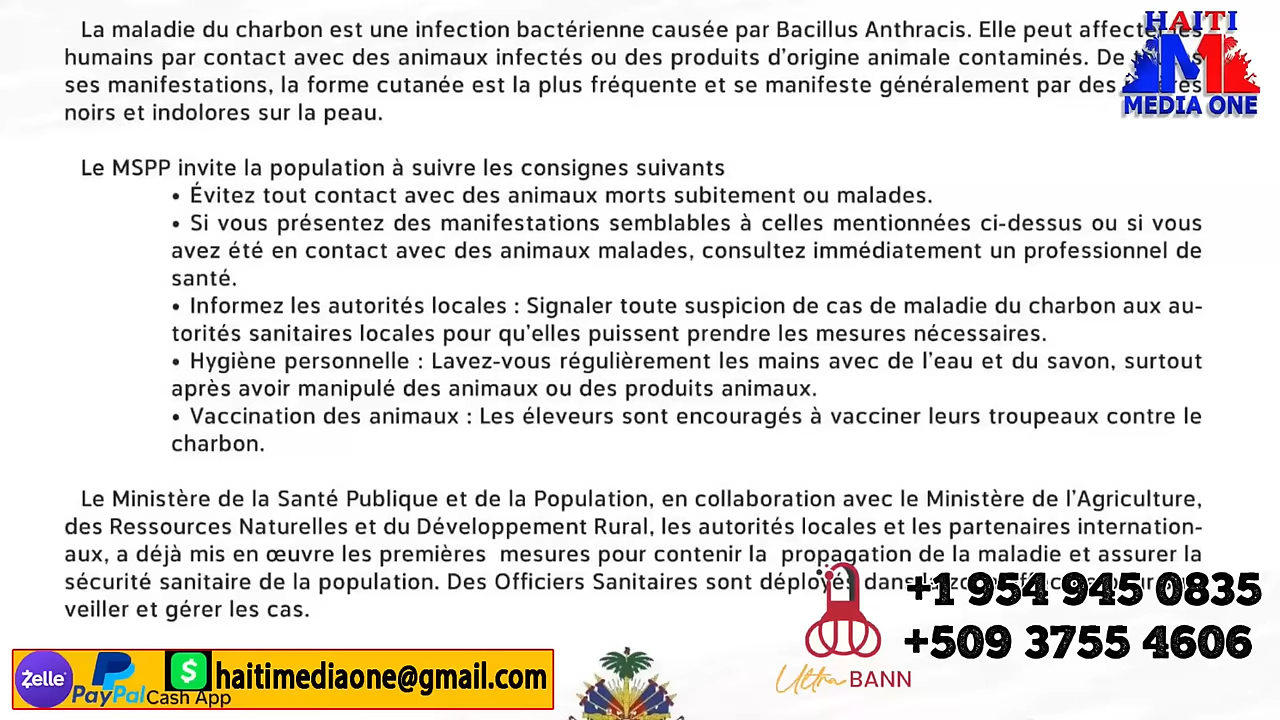 La maladie du charbon est une infection bactérienne causée par Bacillus Anthracis. Elle peut
humains par contact avec des animaux infectés ou des produits d'origine animale contaminés. De
ses manifestations, la forme cutanée est la plus fréquente et se manifeste généralement par des
noirs et indolores sur la peau.
HAITI
M
MEDIA ONE
Le MSPP invite la population à suivre les consignes suivants
• Évitez tout contact avec des animaux morts subitement ou malades.
• Si vous présentez des manifestations semblables à celles mentionnées ci-dessus ou si vous
avez été en contact avec des animaux malades, consultez immédiatement un professionnel de
santé.
• Informez les autorités locales : Signaler toute suspicion de cas de maladie du charbon aux au-
torités sanitaires locales pour qu'elles puissent prendre les mesures nécessaires.
• Hygiène personnelle : Lavez-vous régulièrement les mains avec de l'eau et du savon, surtout
après avoir manipulé des animaux ou des produits animaux.
• Vaccination des animaux : Les éleveurs sont encouragés à vacciner leurs troupeaux contre le
charbon.
Le Ministère de la Santé Publique et de la Population, en collaboration avec le Ministère de l'Agriculture,
des Ressources Naturelles et du Développement Rural, les autorités locales et les partenaires internation-
aux, a déjà mis en œuvre les premières mesures pour contenir la propagation de la maladie et assurer la
sécurité sanitaire de la population. Des Officiers Sanitaires sont déployés
veiller et gérer les cas.
+1 954 945 0835
+509 3755 4606
Ultra BANN
Zelle
PayPal
$
Cash App
haitimediaone@gmail.com